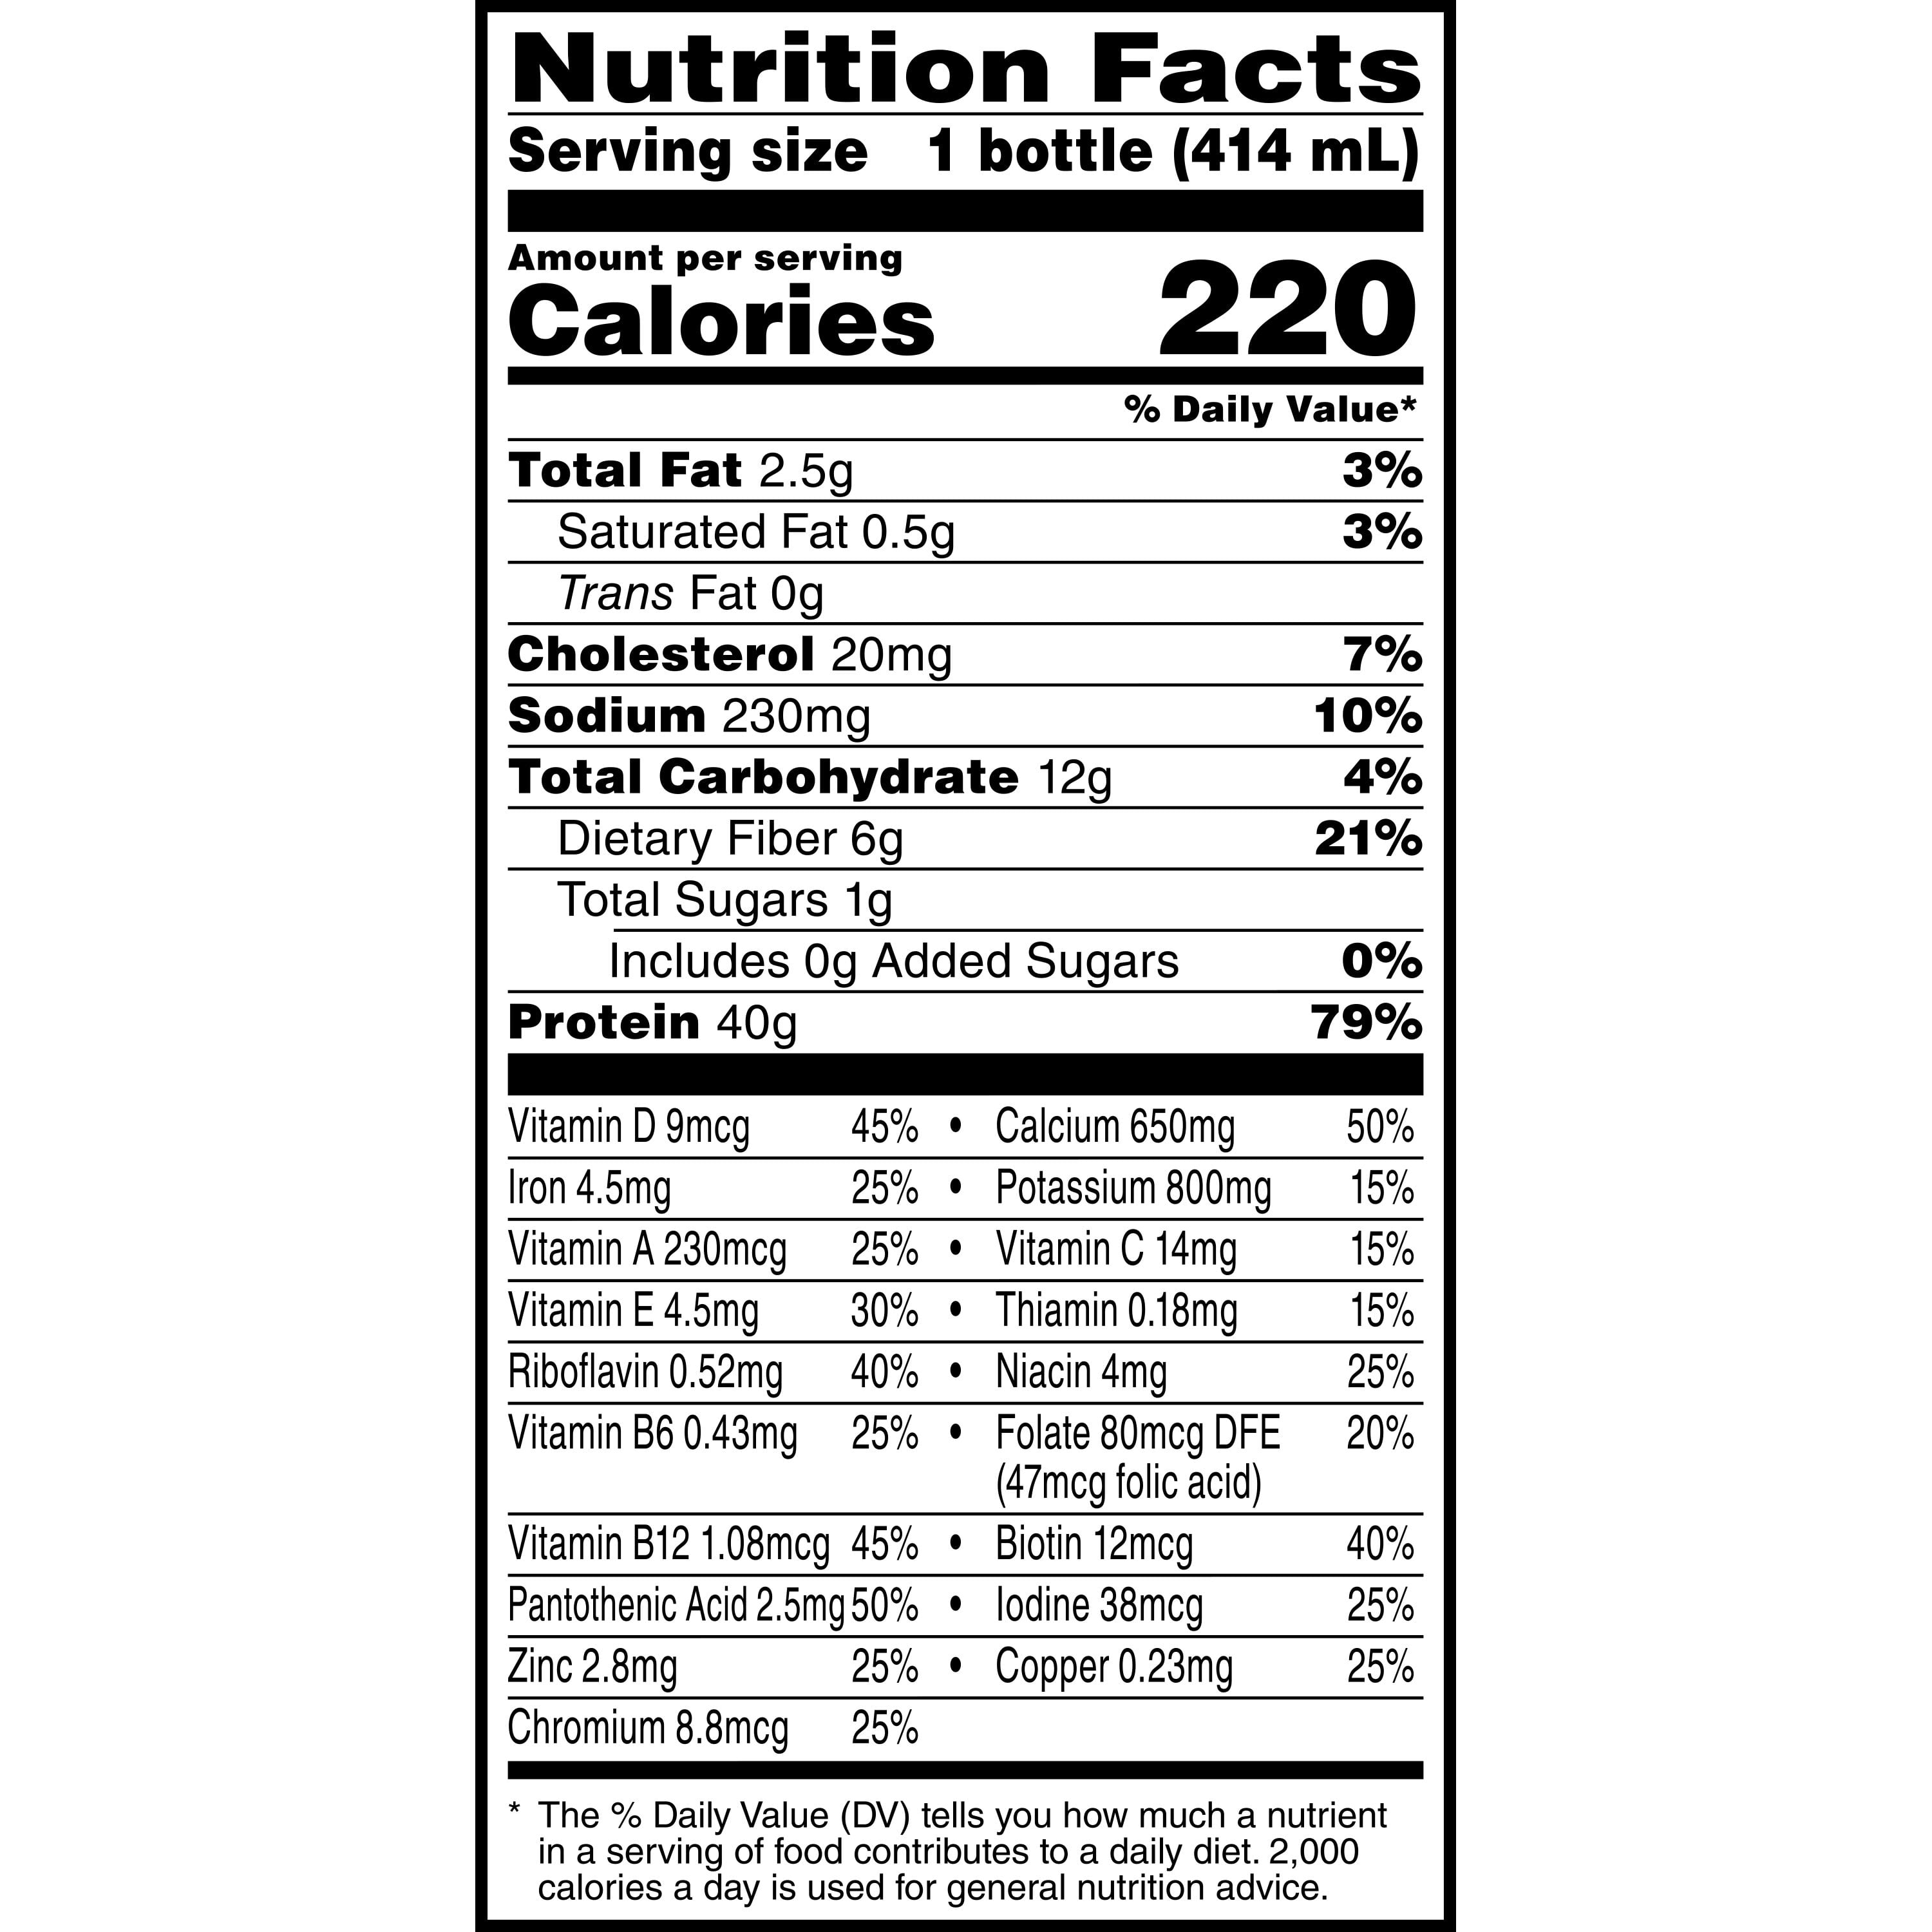 Nutrition Facts
Serving size 1 bottle (414 mL)
Amount per serving
Calories 220
% Daily Value*
Total Fat 2.5g 3%
Saturated Fat 0.5g 3%
Trans Fat 0g
Cholesterol 20mg 7%
Sodium 230mg 10%
Total Carbohydrate 12g 4%
Dietary Fiber 6g 21%
Total Sugars 1g
Includes 0g Added Sugars 0%
Protein 40g 79%
Vitamin D 9mcg 45% • Calcium 650mg 50%
Iron 4.5mg 25% • Potassium 800mg 15%
Vitamin A 230mcg 25% • Vitamin C 14mg 15%
Vitamin E 4.5mg 30% • Thiamin 0.18mg 15%
Riboflavin 0.52mg 40% • Niacin 4mg 25%
Vitamin B6 0.43mg 25% • Folate 80mcg DFE 20%
(47mcg folic acid)
Vitamin B12 1.08mcg 45% • Biotin 12mcg 40%
Pantothenic Acid 2.5mg 50% • Iodine 38mcg 25%
Zinc 2.8mg 25% • Copper 0.23mg 25%
Chromium 8.8mcg 25%
* The % Daily Value (DV) tells you how much a nutrient
in a serving of food contributes to a daily diet. 2,000
calories a day is used for general nutrition advice.